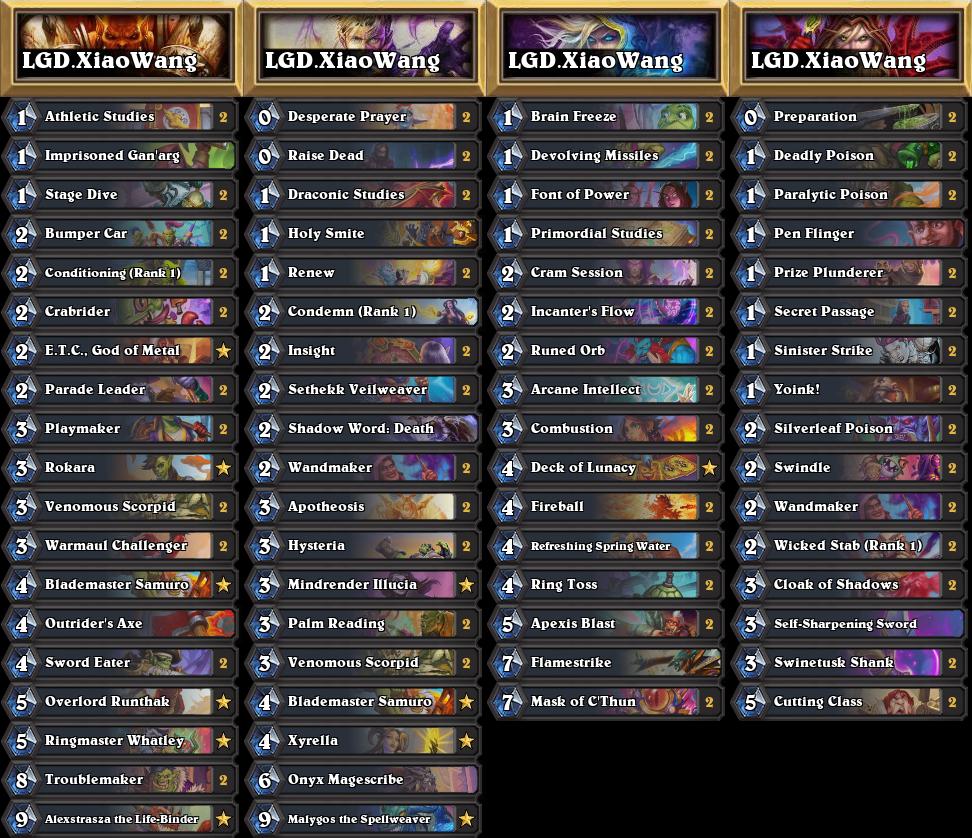 LGD.XiaoWang
1 Athletic Studies 2
1 Imprisoned Gan'arg
1 Stage Dive 2
2 Bumper Car 2
2 Conditioning (Rank 1) 2
2 Crabrider 2
2 E.T.C., God of Metal
2 Parade Leader 2
3 Playmaker 2
3 Rokara
3 Venomous Scorpid 2
3 Warmaul Challenger 2
4 Blademaster Samuro
4 Outrider's Axe
4 Sword Eater 2
5 Overlord Runthak
5 Ringmaster Whatley
8 Troublemaker 2
9 Alexstrasza the Life-Binder
LGD.XiaoWang
0 Desperate Prayer 2
0 Raise Dead 2
1 Draconic Studies 2
1 Holy Smite 2
1 Renew 2
2 Condemn (Rank 1)
2 Insight 2
2 Sethekk Veilweaver 2
2 Shadow Word: Death
2 Wandmaker 2
3 Apotheosis 2
3 Hysteria 2
3 Mindrender Illucia
3 Palm Reading 2
3 Venomous Scorpid 2
4 Blademaster Samuro
4 Xyrella
6 Onyx Magescribe
9 Malygos the Spellweaver
LGD.XiaoWang
1 Brain Freeze 2
1 Devolving Missiles 2
1 Font of Power 2
1 Primordial Studies 2
2 Cram Session 2
2 Incanter's Flow 2
2 Runed Orb 2
3 Arcane Intellect 2
3 Combustion 2
4 Deck of Lunacy
4 Fireball 2
4 Refreshing Spring Water 2
4 Ring Toss 2
5 Apexis Blast 2
7 Flamestrike
7 Mask of C'Thun 2
LGD.XiaoWang
0 Preparation 2
1 Deadly Poison 2
1 Paralytic Poison 2
1 Pen Flinger
1 Prize Plunderer 2
1 Secret Passage 2
1 Sinister Strike 2
1 Yoink! 2
2 Silverleaf Poison 2
2 Swindle 2
2 Wandmaker 2
2 Wicked Stab (Rank 1) 2
3 Cloak of Shadows 2
3 Self-Sharpening Sword
3 Swinetusk Shank 2
5 Cutting Class 2